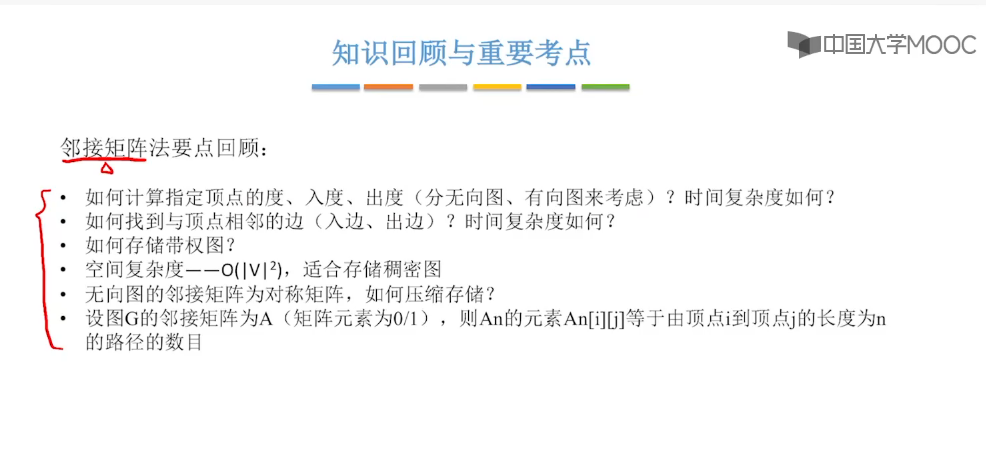 中国大学MOOC
知识回顾与重要考点
邻接矩阵法要点回顾：
• 如何计算指定顶点的度、入度、出度（分无向图、有向图来考虑）？时间复杂度如何？
• 如何找到与顶点相邻的边（入边、出边）？时间复杂度如何？
• 如何存储带权图？
• 空间复杂度——O(|V|²)，适合存储稠密图
• 无向图的邻接矩阵为对称矩阵，如何压缩存储？
• 设图G的邻接矩阵为A（矩阵元素为0/1），则An的元素An[i][j]等于由顶点i到顶点j的长度为n
的路径的数目